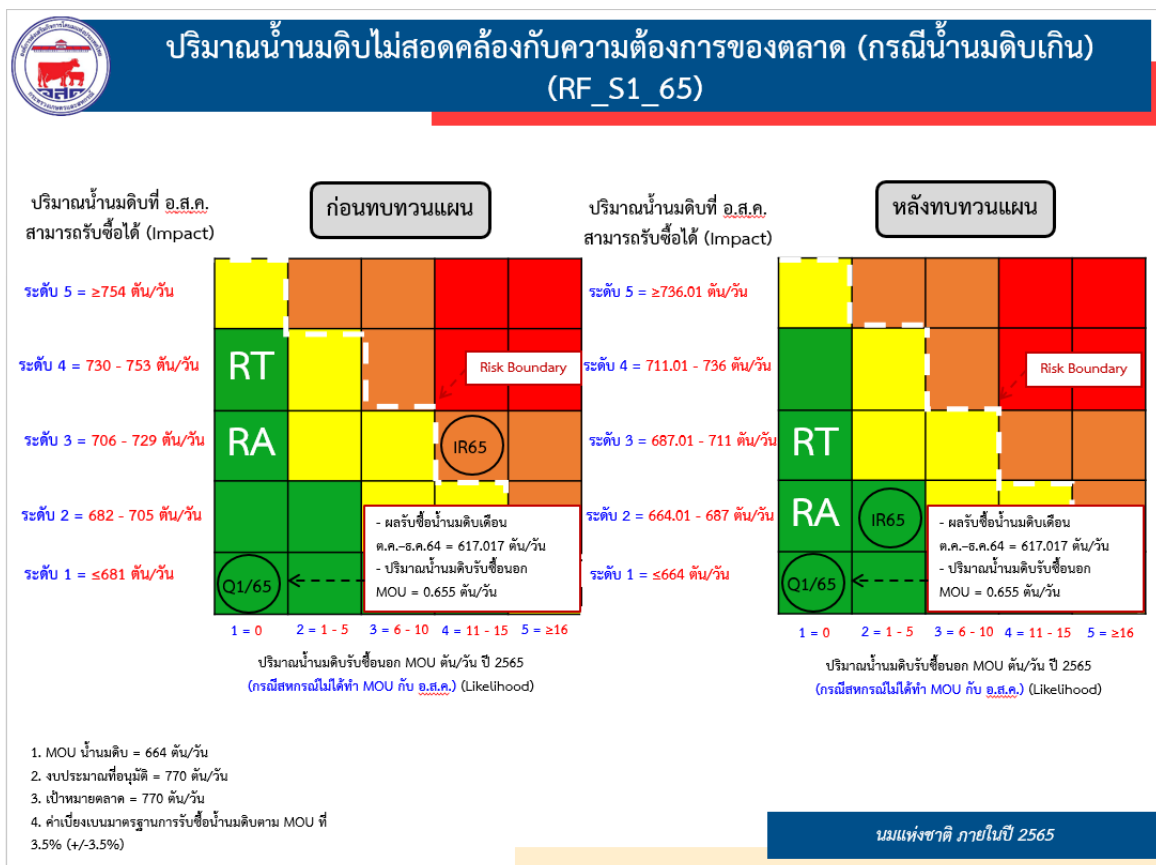 ปริมาณน้ำนมดิบไม่สอดคล้องกับความต้องการของตลาด (กรณีน้ำนมดิบเกิน)
(RF_S1_65)
อ.ส.ค.
ปริมาณน้ำนมดิบที่ อ.ส.ค.
สามารถรับซื้อได้ (Impact)
ก่อนทบทวนแผน
ระดับ 5 = ≥754 ตัน/วัน
ระดับ 4 = 730 - 753 ตัน/วัน
RT
Risk Boundary
ระดับ 3 = 706 - 729 ตัน/วัน
RA
IR65
ระดับ 2 = 682 - 705 ตัน/วัน
ระดับ 1 = ≤681 ตัน/วัน
Q1/65
- ผลรับซื้อน้ำนมดิบเดือน
ต.ค.–ธ.ค.64 = 617.017 ตัน/วัน
- ปริมาณน้ำนมดิบรับซื้อนอก
MOU = 0.655 ตัน/วัน
1 = 0 2 = 1 - 5 3 = 6 - 10 4 = 11 - 15 5 = ≥16
ปริมาณน้ำนมดิบรับซื้อนอก MOU ตัน/วัน ปี 2565
(กรณีสหกรณ์ไม่ได้ทำ MOU กับ อ.ส.ค.) (Likelihood)
ปริมาณน้ำนมดิบที่ อ.ส.ค.
สามารถรับซื้อได้ (Impact)
หลังทบทวนแผน
ระดับ 5 = ≥736.01 ตัน/วัน
ระดับ 4 = 711.01 - 736 ตัน/วัน
Risk Boundary
ระดับ 3 = 687.01 - 711 ตัน/วัน
RT
ระดับ 2 = 664.01 - 687 ตัน/วัน
RA
IR65
ระดับ 1 = ≤664 ตัน/วัน
Q1/65
- ผลรับซื้อน้ำนมดิบเดือน
ต.ค.–ธ.ค.64 = 617.017 ตัน/วัน
- ปริมาณน้ำนมดิบรับซื้อนอก
MOU = 0.655 ตัน/วัน
1 = 0 2 = 1 - 5 3 = 6 - 10 4 = 11 - 15 5 = ≥16
ปริมาณน้ำนมดิบรับซื้อนอก MOU ตัน/วัน ปี 2565
(กรณีสหกรณ์ไม่ได้ทำ MOU กับ อ.ส.ค.) (Likelihood)
1. MOU น้ำนมดิบ = 664 ตัน/วัน
2. งบประมาณที่อนุมัติ = 770 ตัน/วัน
3. เป้าหมายตลาด = 770 ตัน/วัน
4. ค่าเบี่ยงเบนมาตรฐานการรับซื้อน้ำนมดิบตาม MOU ที่
3.5% (+/-3.5%)
นมแห่งชาติ ภายในปี 2565